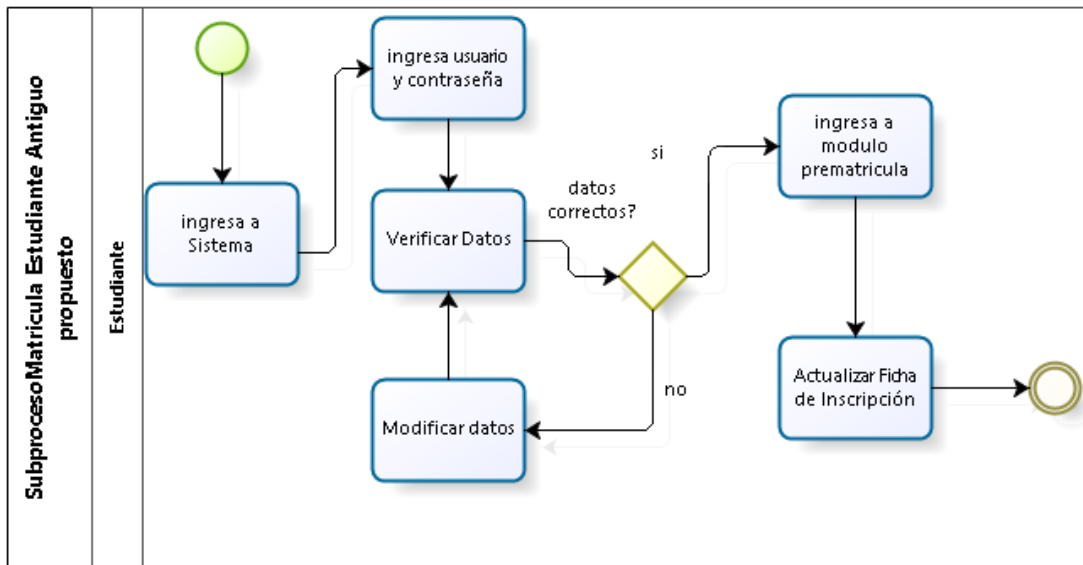 SubprocesoMatricula Estudiante Antiguo
propuesto
Estudiante
ingresa a
Sistema
ingresa usuario
y contraseña
Verificar Datos
Modificar datos
datos
correctos?
si
no
ingresa a
modulo
prematricula
Actualizar Ficha
de Inscripción